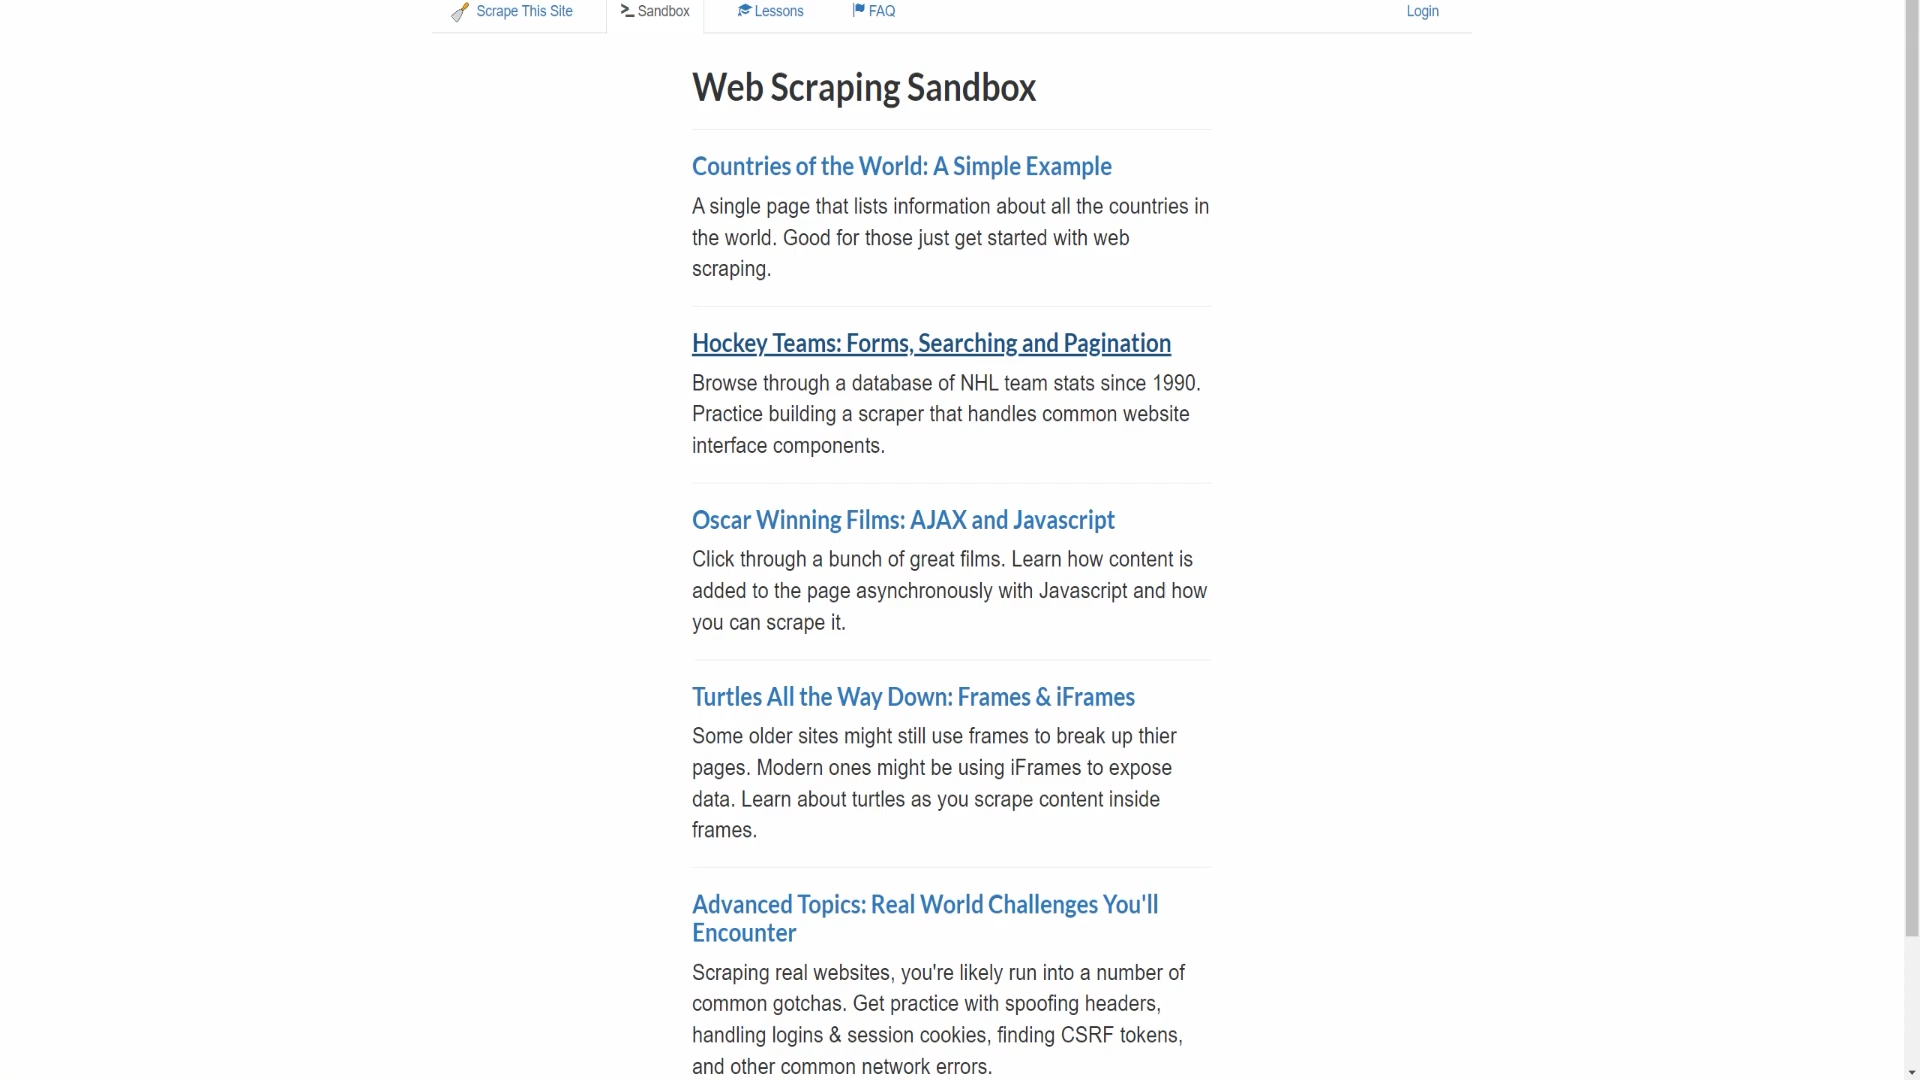 Scrape This Site Sandbox Lessons FAQ Login
Web Scraping Sandbox
Countries of the World: A Simple Example
A single page that lists information about all the countries in
the world. Good for those just get started with web
scraping.
Hockey Teams: Forms, Searching and Pagination
Browse through a database of NHL team stats since 1990.
Practice building a scraper that handles common website
interface components.
Oscar Winning Films: AJAX and Javascript
Click through a bunch of great films. Learn how content is
added to the page asynchronously with Javascript and how
you can scrape it.
Turtles All the Way Down: Frames & iFrames
Some older sites might still use frames to break up thier
pages. Modern ones might be using iFrames to expose
data. Learn about turtles as you scrape content inside
frames.
Advanced Topics: Real World Challenges You'll
Encounter
Scraping real websites, you're likely run into a number of
common gotchas. Get practice with spoofing headers,
handling logins & session cookies, finding CSRF tokens,
and other common network errors.